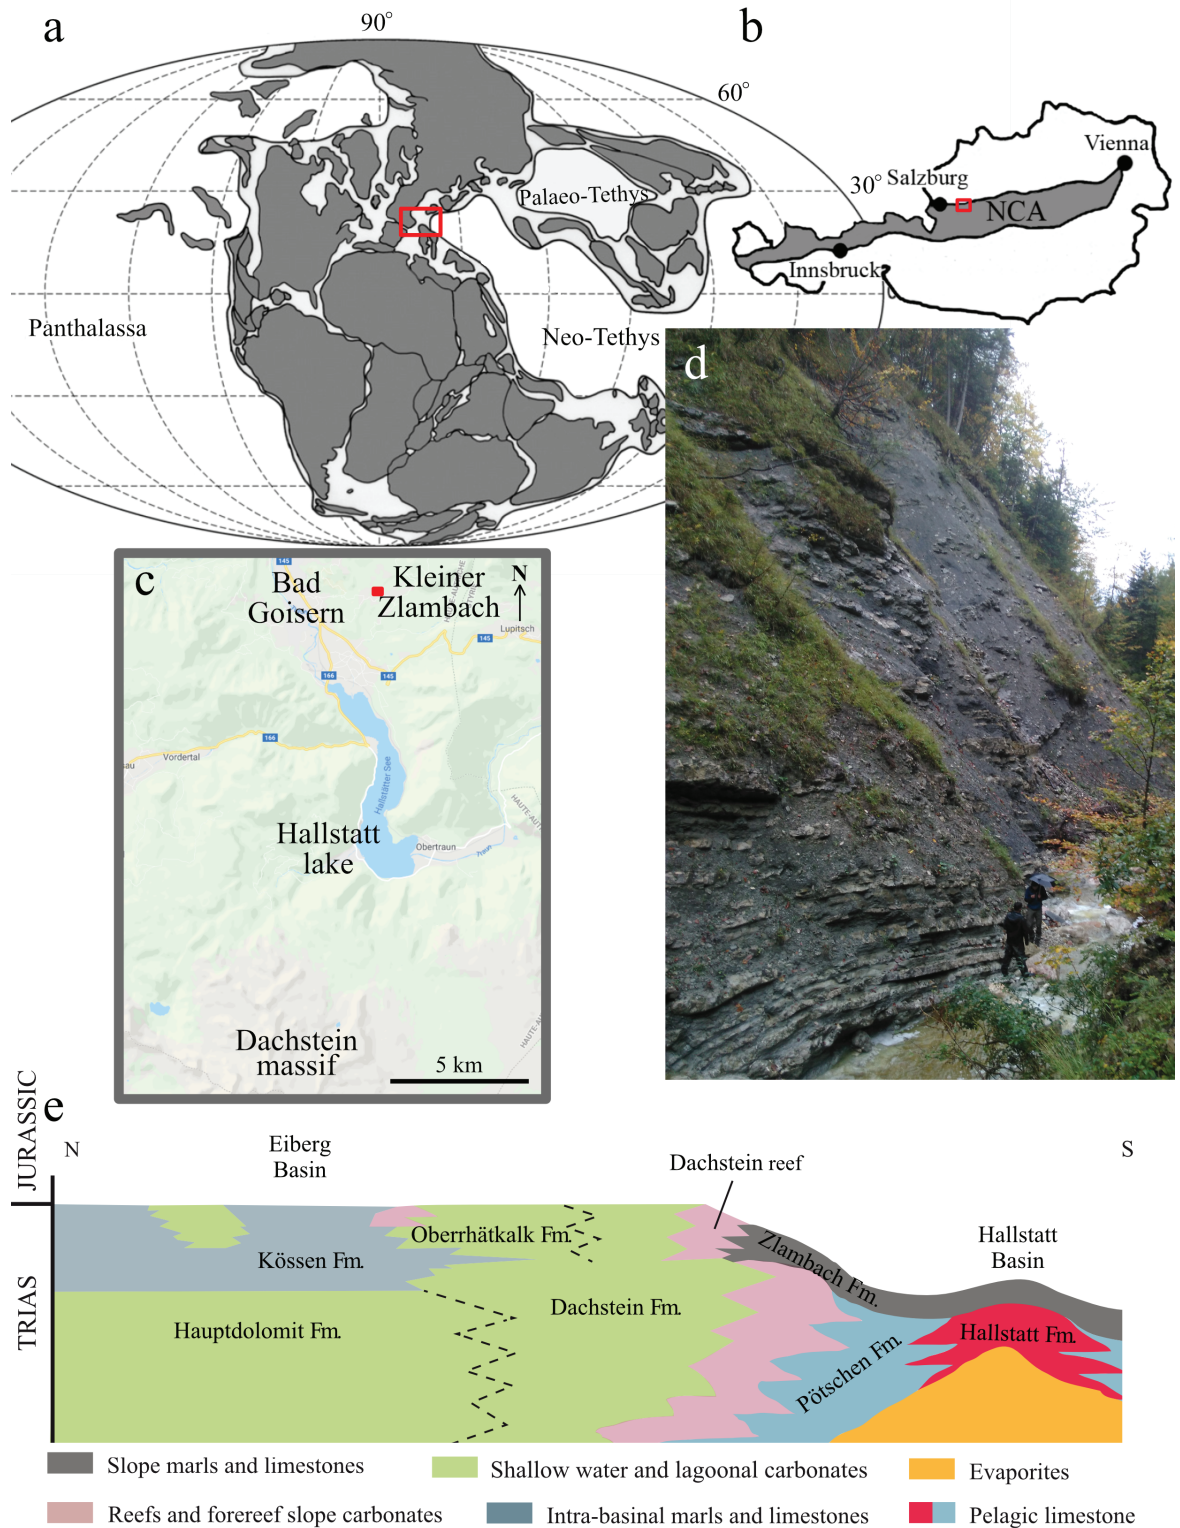 a
90°
60°
30°
Palaeo-Tethys
Panthalassa
Neo-Tethys
b
Vienna
Salzburg
NCA
Innsbruck
c
145
Bad
Goisern
Kleiner
Zlambach
N
Lupitsch
145
166
145
166
Vordertal
Hallstätter See
Hallstatt
lake
Obertraun
Traun
Dachstein
massif
5 km
d
e
JURASSIC
TRIAS
N
S
Eiberg
Basin
Dachstein reef
Hallstatt
Basin
Oberrhätkalk Fm.
Kössen Fm.
Zlambach Fm.
Dachstein Fm.
Hauptdolomit Fm.
Hallstatt Fm.
Pötschen Fm.
Slope marls and limestones
Shallow water and lagoonal carbonates
Evaporites
Reefs and forereef slope carbonates
Intra-basinal marls and limestones
Pelagic limestone